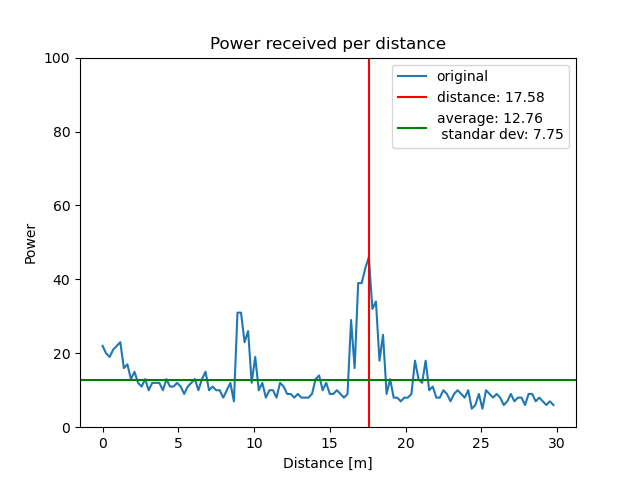 Power received per distance
100
80
60
40
20
0
Power
original
distance: 17.58
average: 12.76
standar dev: 7.75
0 5 10 15 20 25 30
Distance [m]